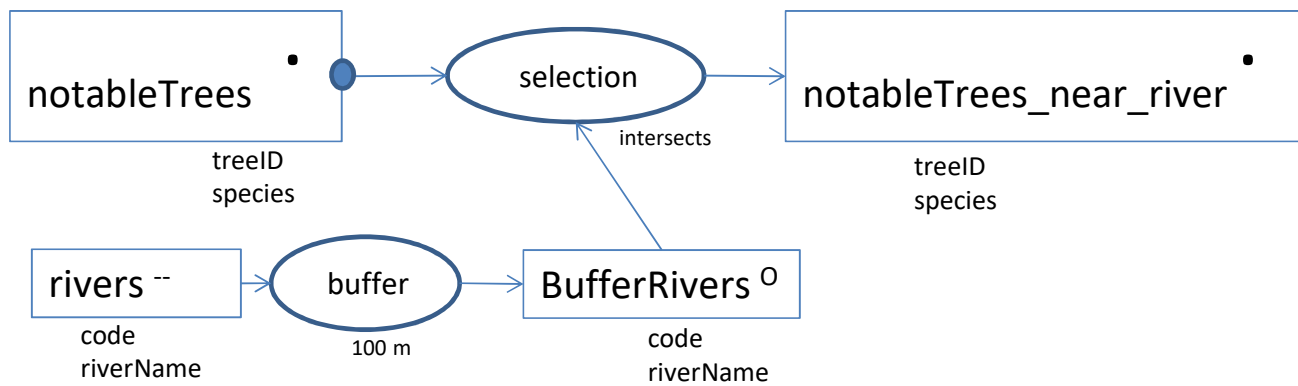 notableTrees
treeID
species
selection
intersects
notableTrees_near_river
treeID
species
rivers --
code
riverName
buffer
100 m
BufferRivers O
code
riverName